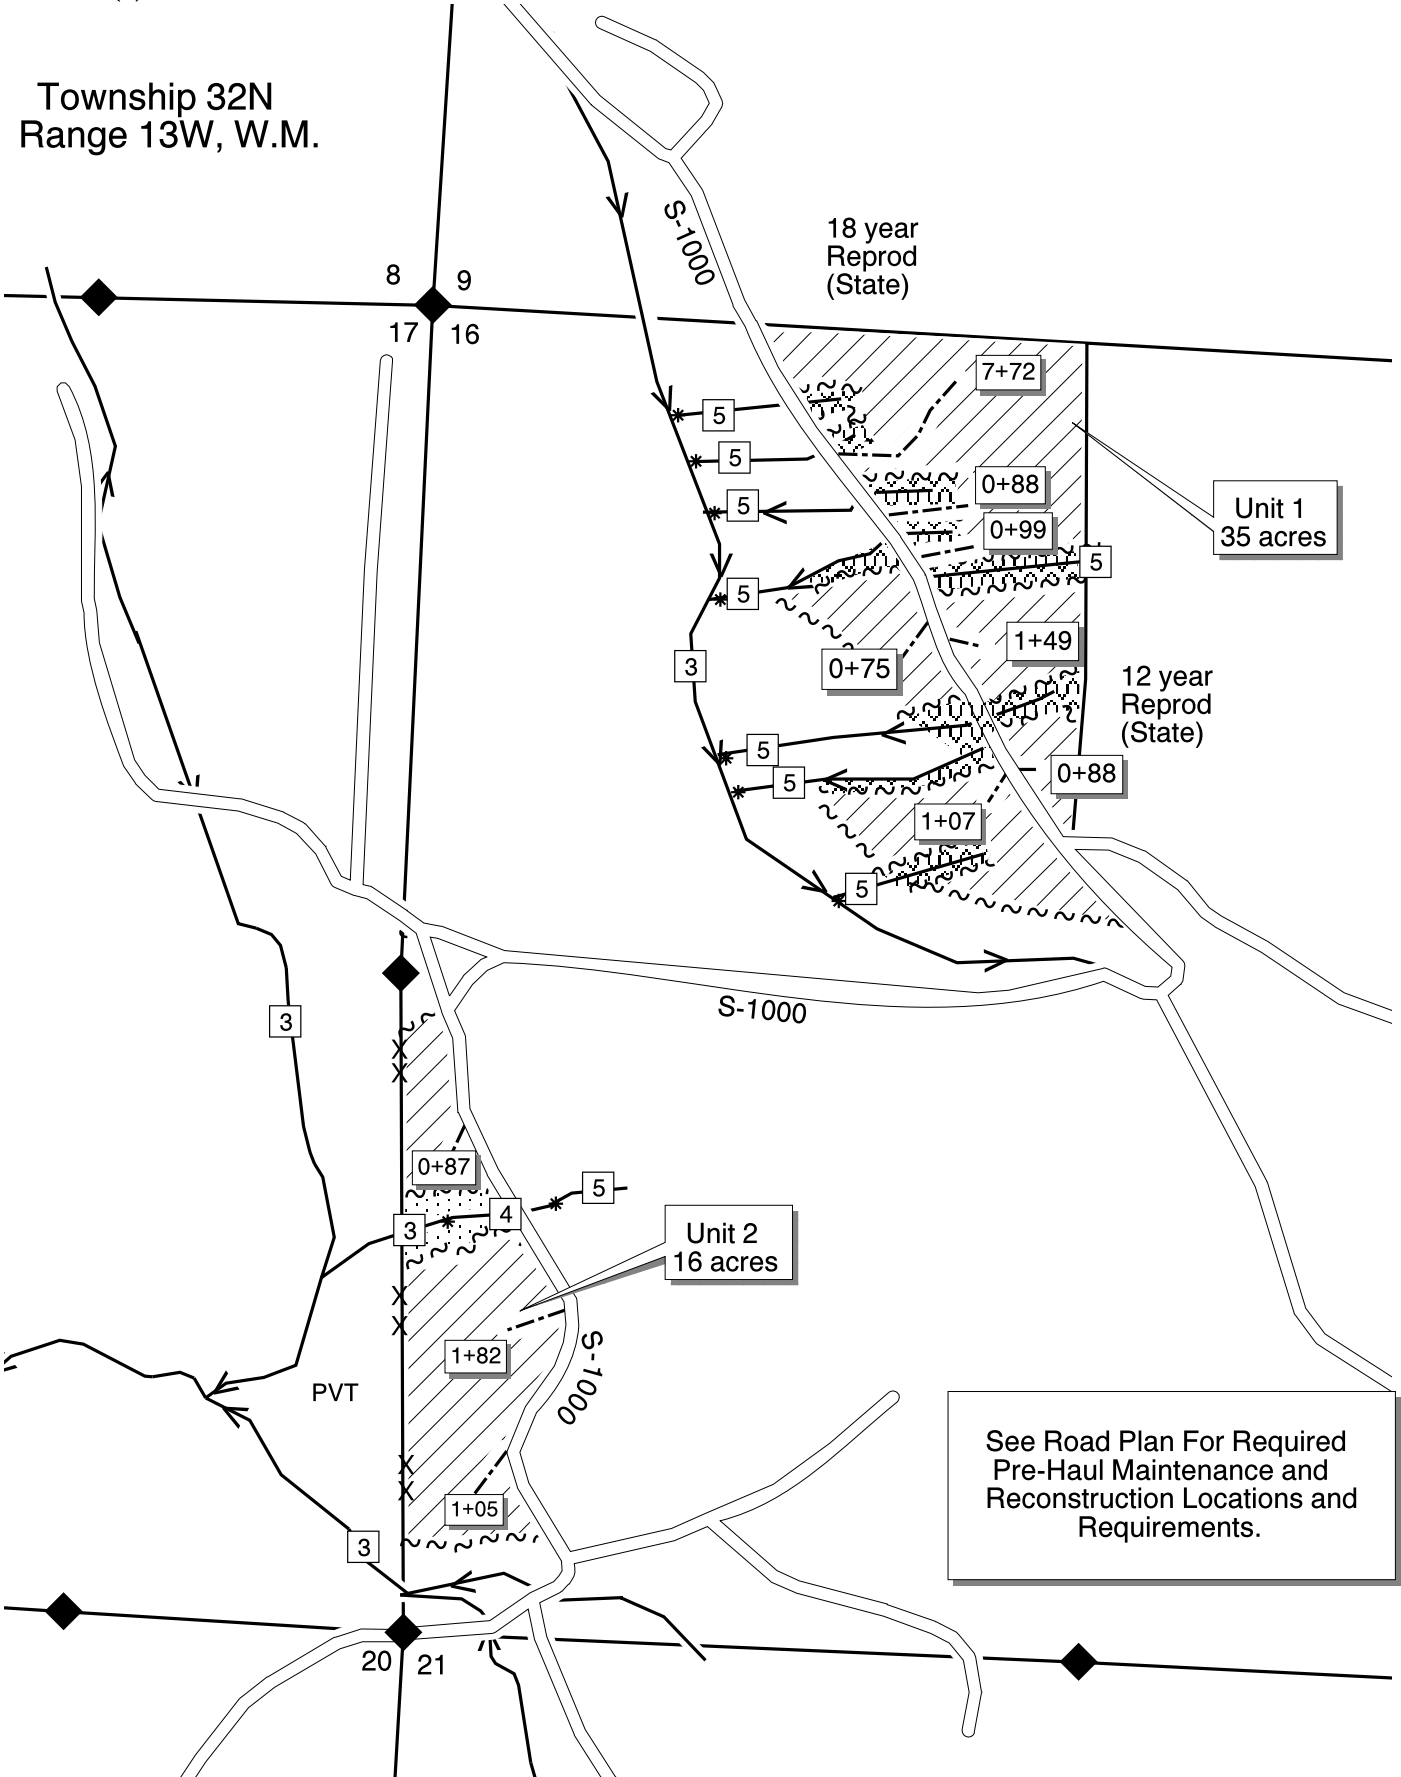 Township 32N
Range 13W, W.M.
S-1000
18 year
Reprod
(State)
8
9
17
16
7+72
5
5
0+88
5
Unit 1
35 acres
0+99
5
5
1+49
0+75
3
12 year
Reprod
(State)
5
0+88
5
1+07
5
S-1000
3
X
X
0+87
5
4
3
Unit 2
16 acres
X
X
1+82
S-1000
PVT
See Road Plan For Required
Pre-Haul Maintenance and
Reconstruction Locations and
Requirements.
X
X
1+05
3
20
21